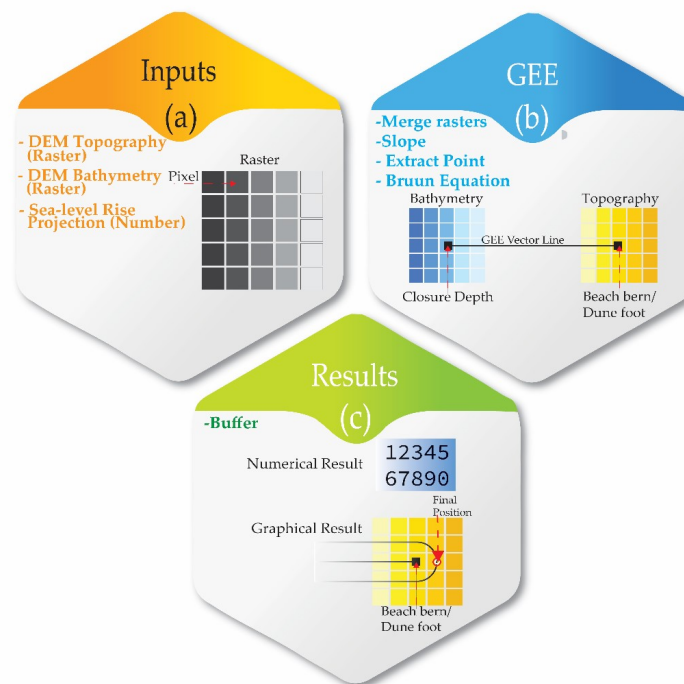 Inputs
(a)
- DEM Topography
(Raster)
- DEM Bathymetry
(Raster)
- Sea-level Rise
Projection (Number)
Raster
Pixel
GEE
(b)
-Merge rasters
-Slope
- Extract Point
- Bruun Equation
Bathymetry
Topography
GEE Vector Line
Closure Depth
Beach bern/
Dune foot
Results
(c)
-Buffer
Numerical Result
12345
67890
Final
Position
Graphical Result
Beach bern/
Dune foot